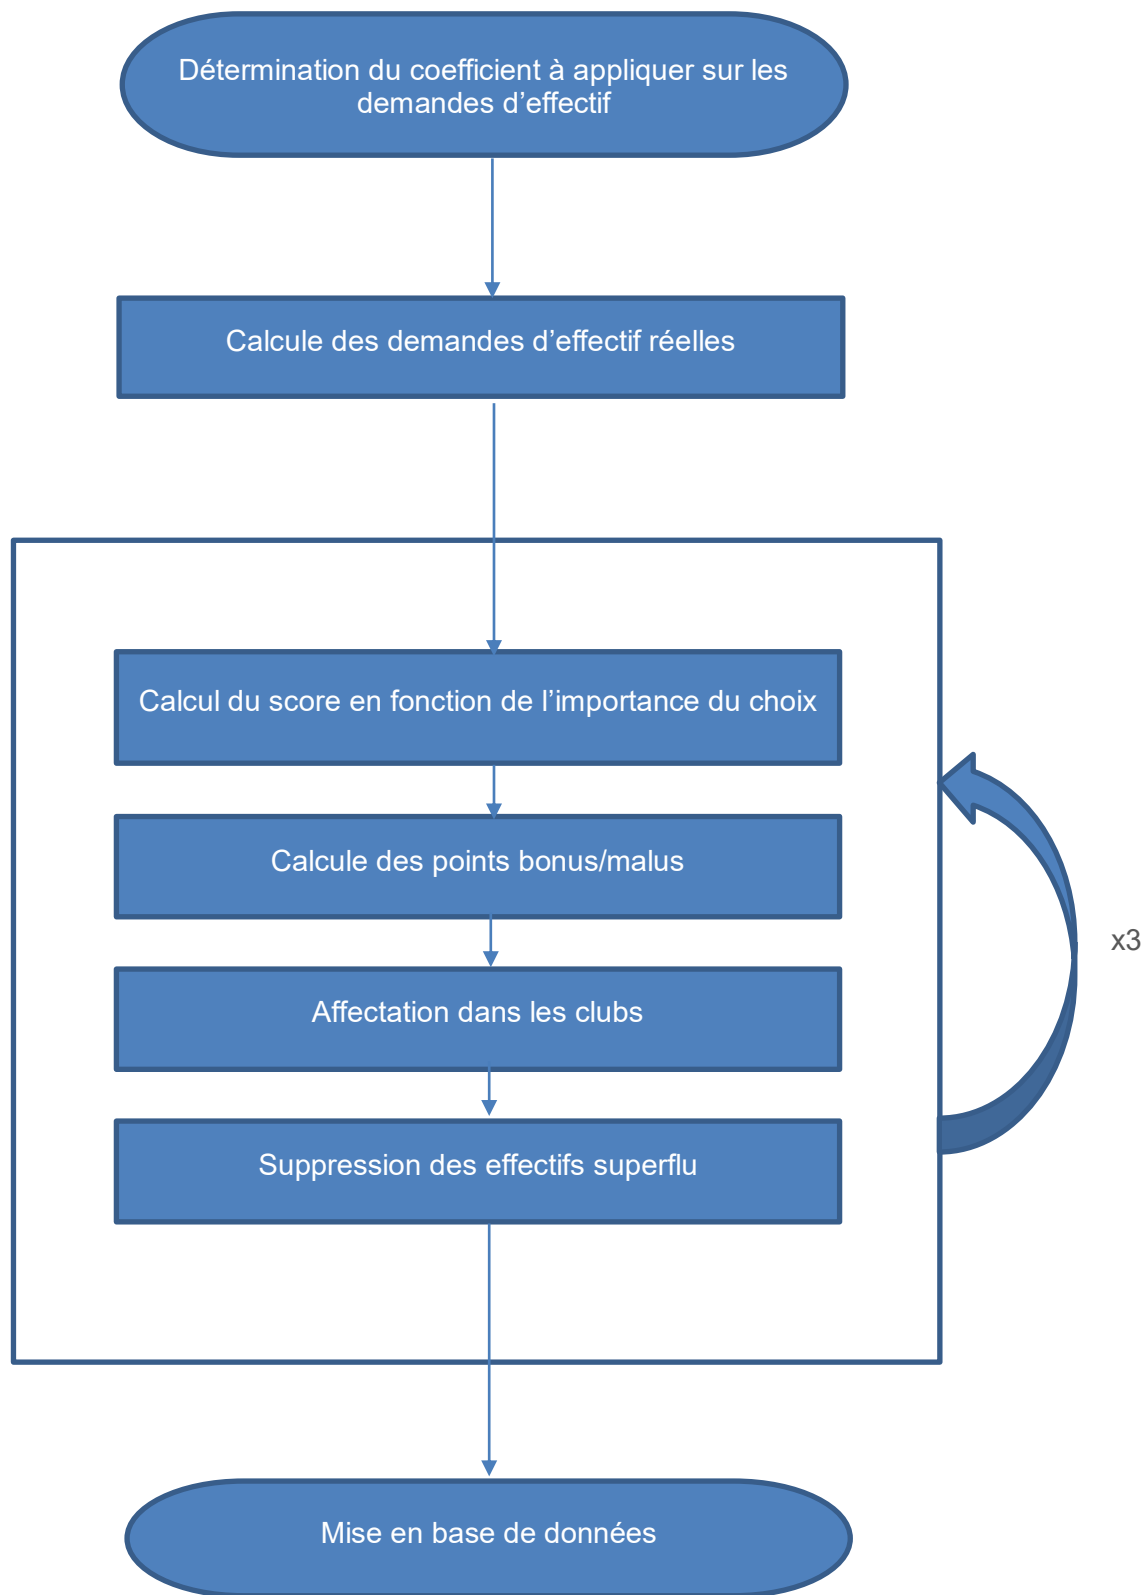 Détermination du coefficient à appliquer sur les
demandes d’effectif
Calcule des demandes d’effectif réelles
Calcul du score en fonction de l’importance du choix
Calcule des points bonus/malus
x3
Affectation dans les clubs
Suppression des effectifs superflu
Mise en base de données